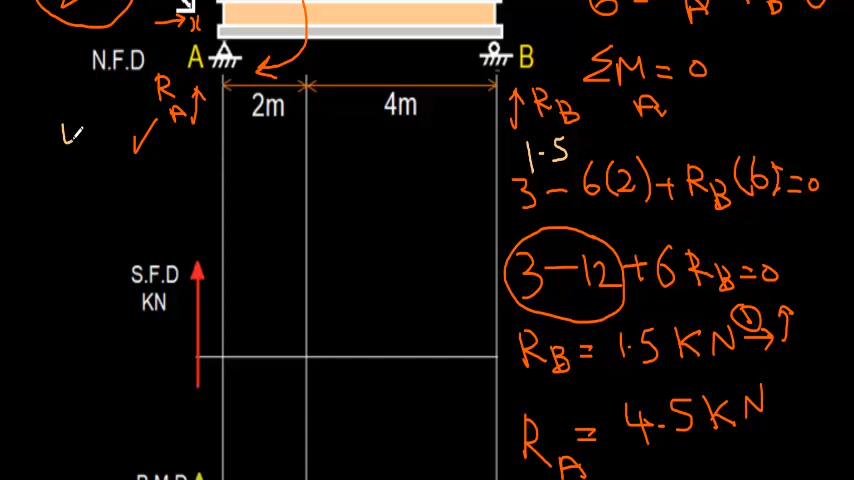 x
N.F.D A B
R A R B
2m 4m
ΣM A = 0
1.5
3 - 6(2) + R B (6) = 0
3 - 12 + 6 R B = 0
S.F.D
KN
R B = 1.5 KN
R A = 4.5 KN